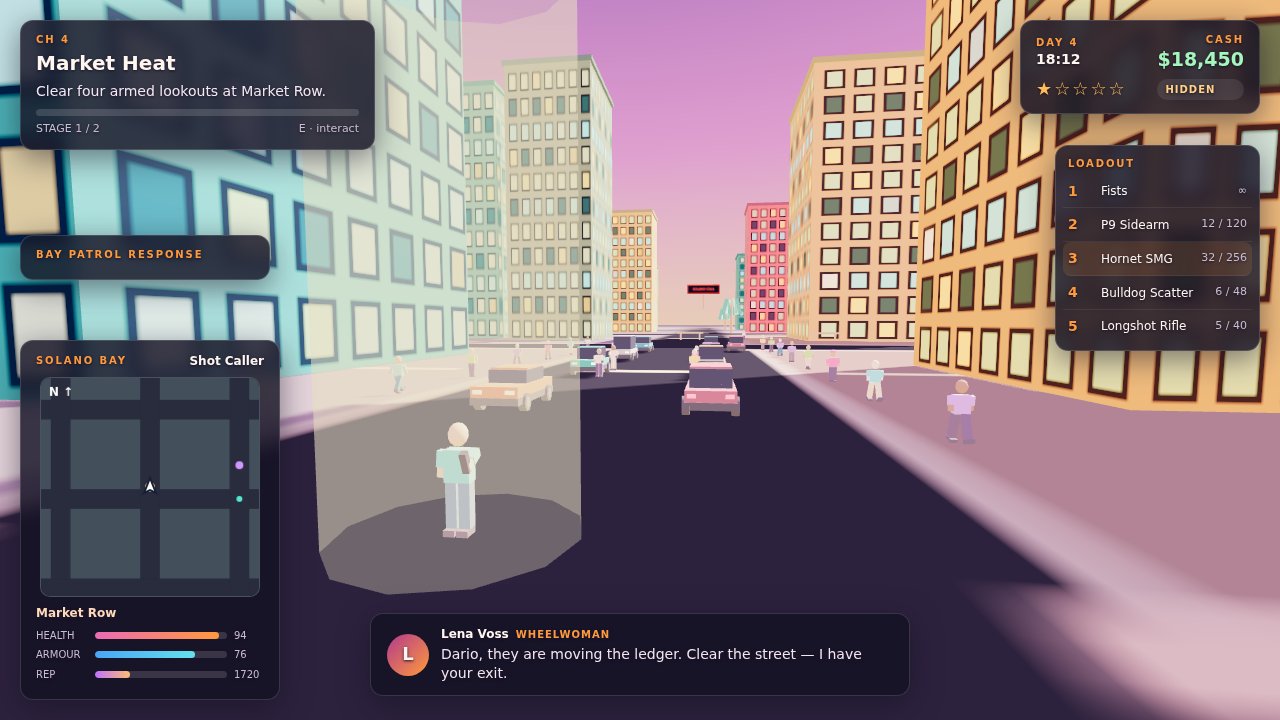 CH 4
Market Heat
Clear four armed lookouts at Market Row.
STAGE 1 / 2
E · interact
DAY 4
CASH
18:12
$18,450
★☆☆☆☆
HIDDEN
LOADOUT
1 Fists ∞
2 P9 Sidearm 12 / 120
3 Hornet SMG 32 / 256
4 Bulldog Scatter 6 / 48
5 Longshot Rifle 5 / 40
BAY PATROL RESPONSE
SOLANO BAY
Shot Caller
N ↑
Market Row
HEALTH 94
ARMOUR 76
REP 1720
L
Lena Voss WHEELWOMAN
Dario, they are moving the ledger. Clear the street — I have
your exit.